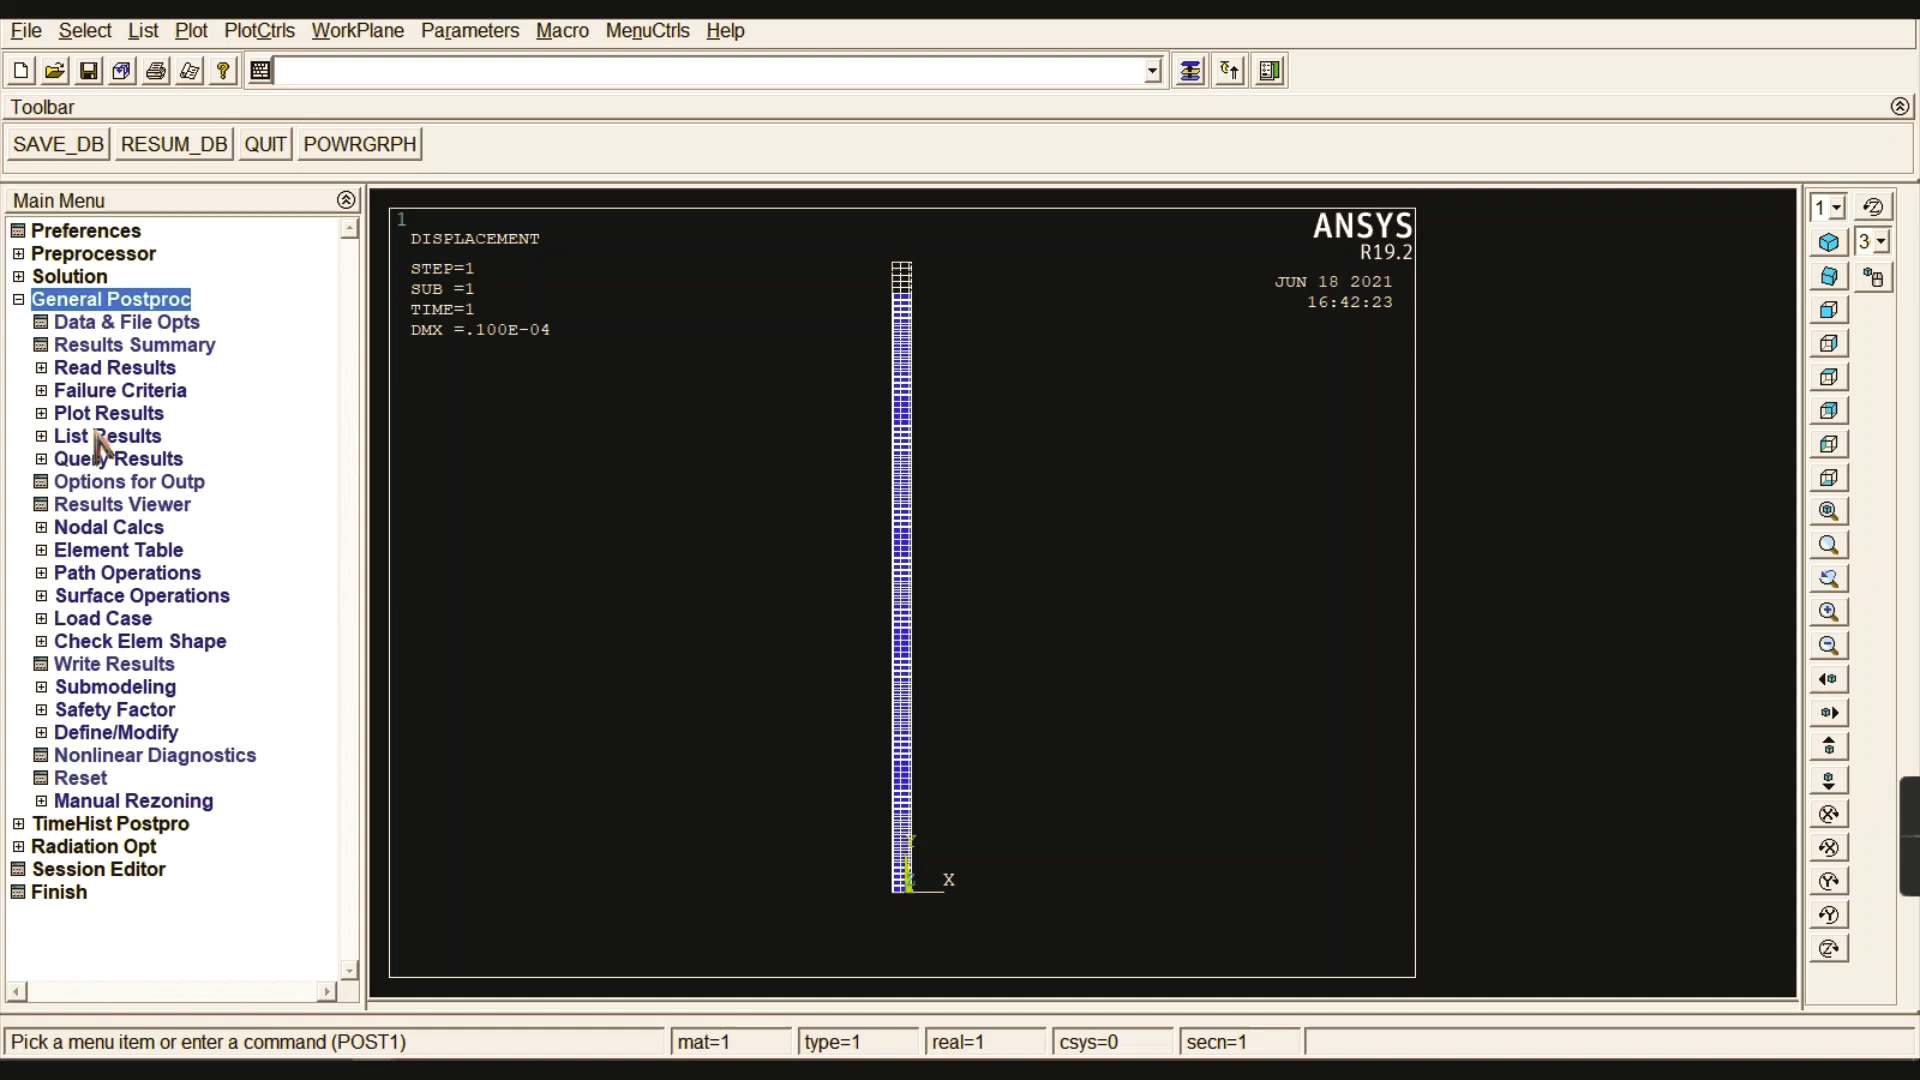 File Select List Plot PlotCtrls WorkPlane Parameters Macro MenuCtrls Help
Toolbar
SAVE_DB RESUM_DB QUIT POWRGRPH
Main Menu
Preferences
Preprocessor
Solution
General Postproc
Data & File Opts
Results Summary
Read Results
Failure Criteria
Plot Results
List Results
Query Results
Options for Outp
Results Viewer
Nodal Calcs
Element Table
Path Operations
Surface Operations
Load Case
Check Elem Shape
Write Results
Submodeling
Safety Factor
Define/Modify
Nonlinear Diagnostics
Reset
Manual Rezoning
TimeHist Postpro
Radiation Opt
Session Editor
Finish
1
DISPLACEMENT
STEP=1
SUB =1
TIME=1
DMX =.100E-04
ANSYS
R19.2
JUN 18 2021
16:42:23
Y
Z
X
1
3
Pick a menu item or enter a command (POST1) mat=1 type=1 real=1 csys=0 secn=1